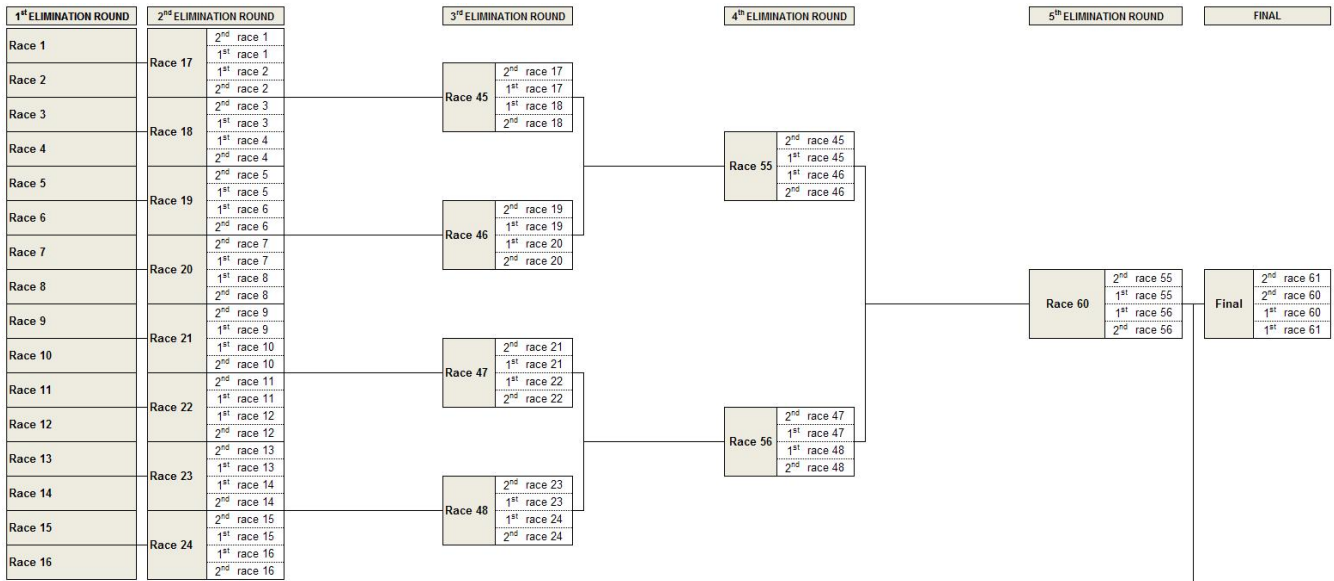 1st ELIMINATION ROUND
2nd ELIMINATION ROUND
3rd ELIMINATION ROUND
4th ELIMINATION ROUND
5th ELIMINATION ROUND
FINAL
Race 1
Race 2
Race 3
Race 4
Race 5
Race 6
Race 7
Race 8
Race 9
Race 10
Race 11
Race 12
Race 13
Race 14
Race 15
Race 16
Race 17
2nd race 1
1st race 1
1st race 2
2nd race 2
Race 18
2nd race 3
1st race 3
1st race 4
2nd race 4
Race 19
2nd race 5
1st race 5
1st race 6
2nd race 6
Race 20
2nd race 7
1st race 7
1st race 8
2nd race 8
Race 21
2nd race 9
1st race 9
1st race 10
2nd race 10
Race 22
2nd race 11
1st race 11
1st race 12
2nd race 12
Race 23
2nd race 13
1st race 13
1st race 14
2nd race 14
Race 24
2nd race 15
1st race 15
1st race 16
2nd race 16
Race 45
2nd race 17
1st race 17
1st race 18
2nd race 18
Race 46
2nd race 19
1st race 19
1st race 20
2nd race 20
Race 47
2nd race 21
1st race 21
1st race 22
2nd race 22
Race 48
2nd race 23
1st race 23
1st race 24
2nd race 24
Race 55
2nd race 45
1st race 45
1st race 46
2nd race 46
Race 56
2nd race 47
1st race 47
1st race 48
2nd race 48
Race 60
2nd race 55
1st race 55
1st race 56
2nd race 56
Final
2nd race 61
2nd race 60
1st race 60
1st race 61